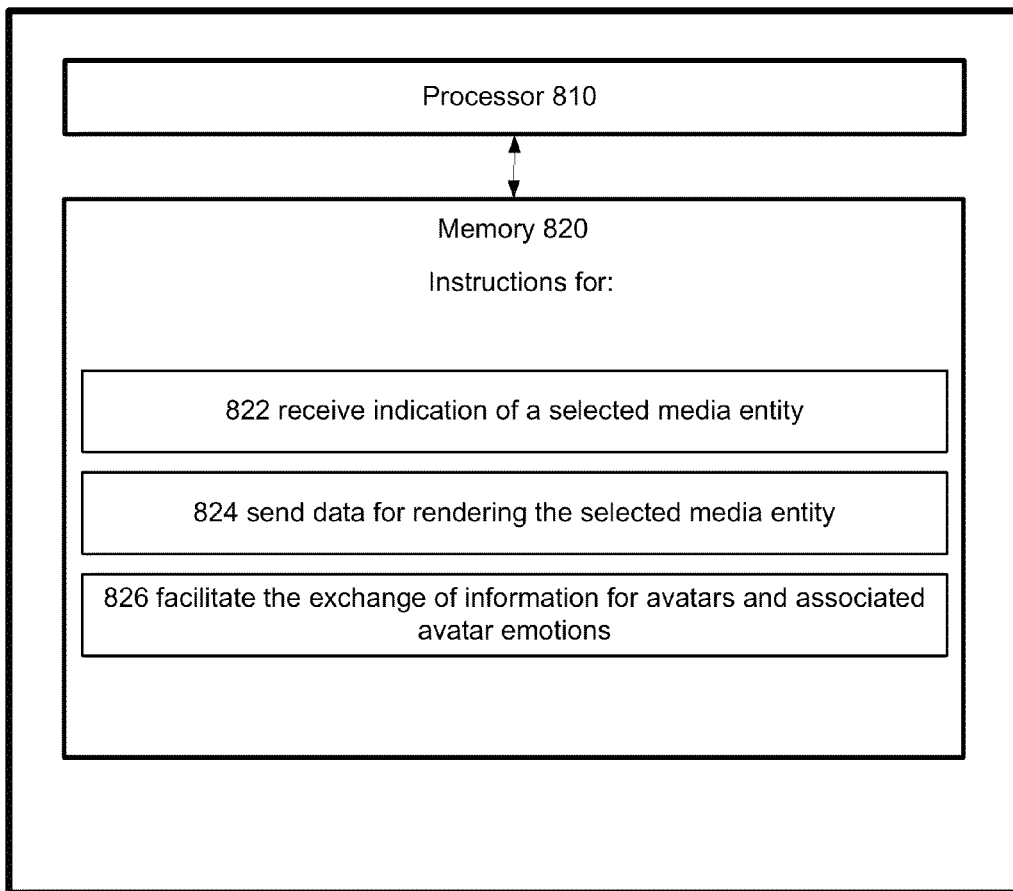 Processor 810
Memory 820
Instructions for:
822 receive indication of a selected media entity
824 send data for rendering the selected media entity
826 facilitate the exchange of information for avatars and associated
avatar emotions